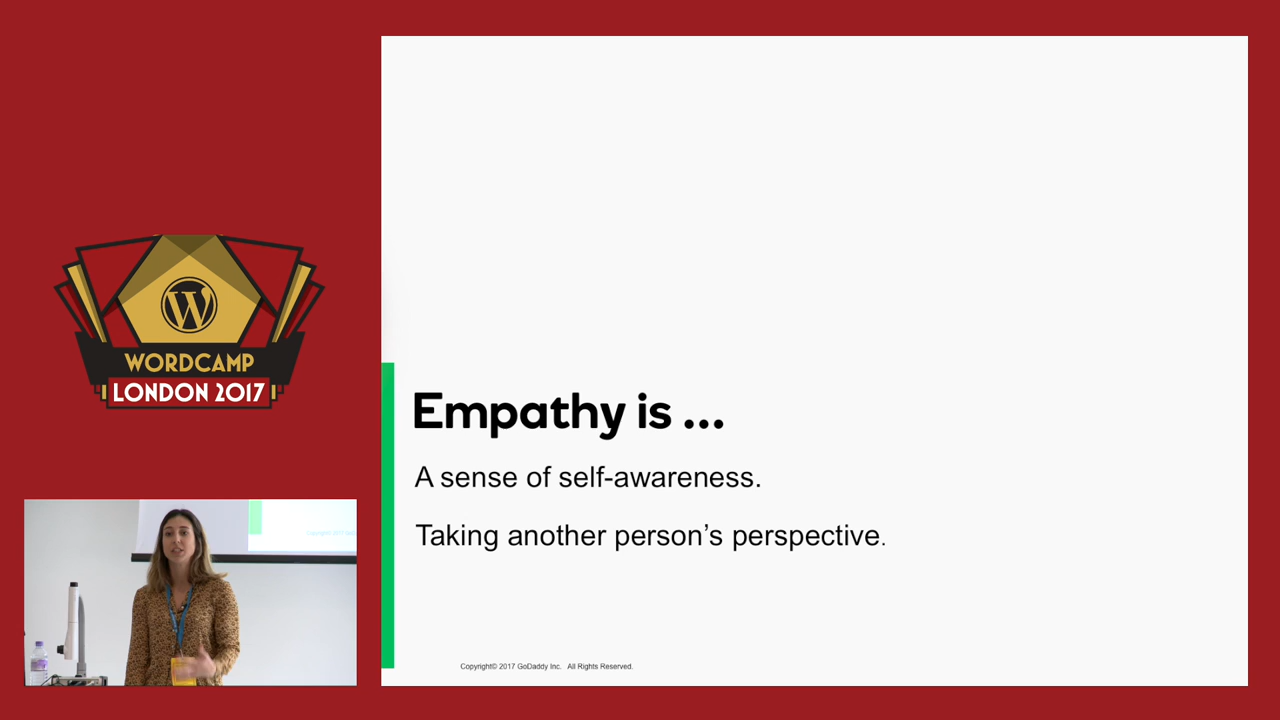 WORDCAMP
LONDON 2017
Empathy is ...
A sense of self-awareness.
Taking another person’s perspective.
Copyright© 2017 GoDaddy Inc. All Rights Reserved.